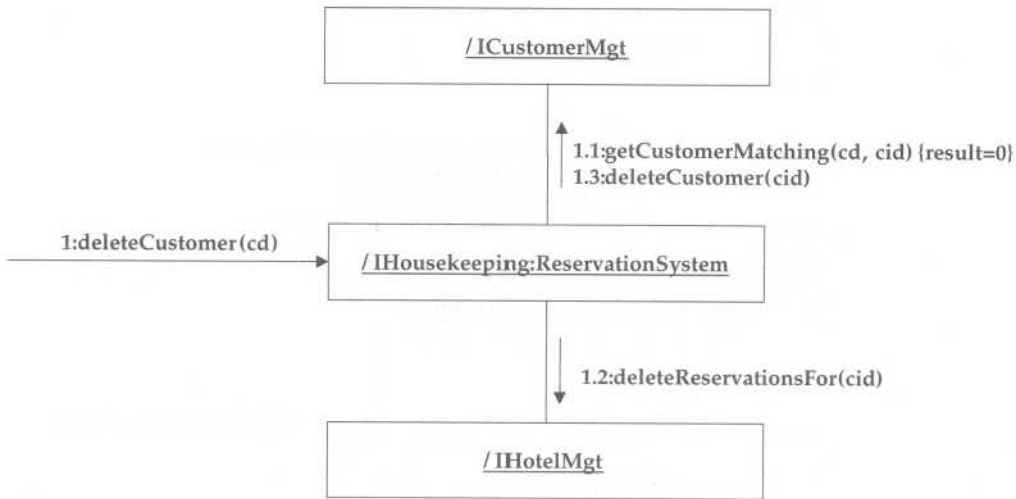 / ICustomerMgt
1.1:getCustomerMatching(cd, cid) {result=0}
1.3:deleteCustomer(cid)
1:deleteCustomer(cd)
/ IHousekeeping:ReservationSystem
1.2:deleteReservationsFor(cid)
/ IHotelMgt